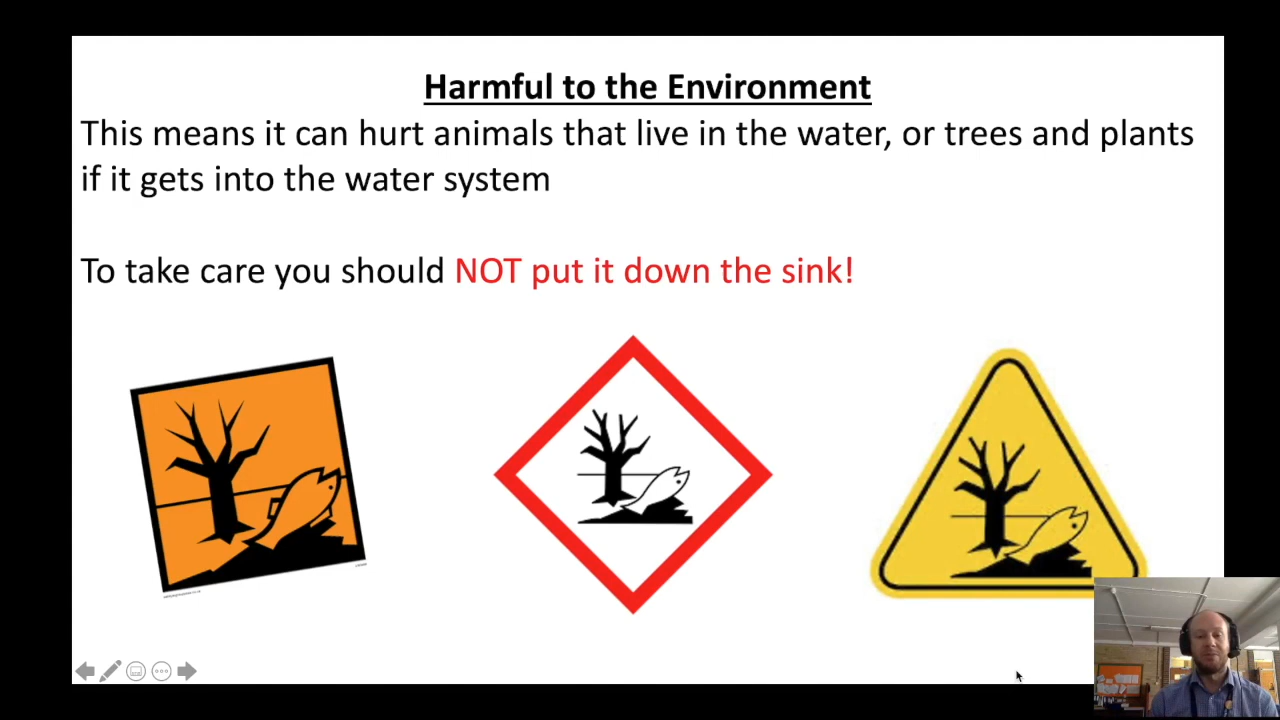 Harmful to the Environment
This means it can hurt animals that live in the water, or trees and plants
if it gets into the water system
To take care you should NOT put it down the sink!